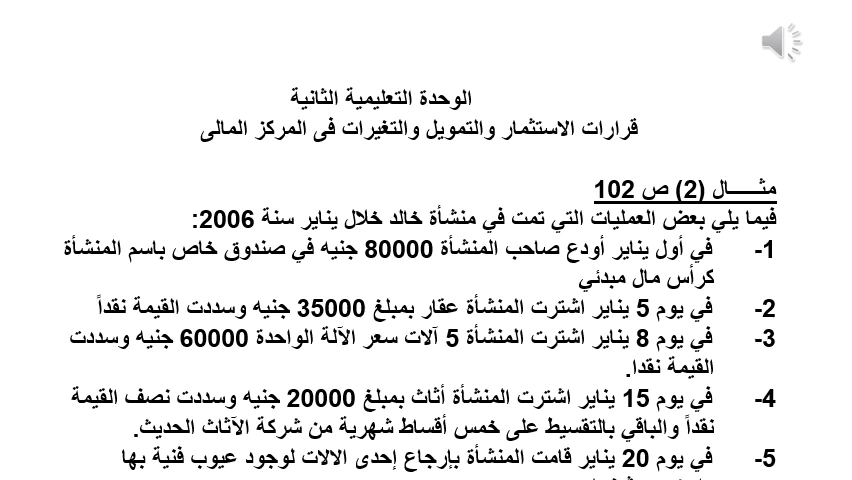 الوحدة التعليمية الثانية
قرارات الاستثمار والتمويل والتغيرات فى المركز المالى
مثـــــال (2) ص 102
فيما يلي بعض العمليات التي تمت في منشأة خالد خلال يناير سنة 2006:
1- في أول يناير أودع صاحب المنشأة 80000 جنيه في صندوق خاص باسم المنشأة
كرأس مال مبدئي
2- في يوم 5 يناير اشترت المنشأة عقار بمبلغ 35000 جنيه وسددت القيمة نقداً
3- في يوم 8 يناير اشترت المنشأة 5 آلات سعر الآلة الواحدة 60000 جنيه وسددت
القيمة نقدا.
4- في يوم 15 يناير اشترت المنشأة أثاث بمبلغ 20000 جنيه وسددت نصف القيمة
نقداً والباقي بالتقسيط على خمس أقساط شهرية من شركة الآثاث الحديث.
5- في يوم 20 يناير قامت المنشأة بإرجاع إحدى الالات لوجود عيوب فنية بها